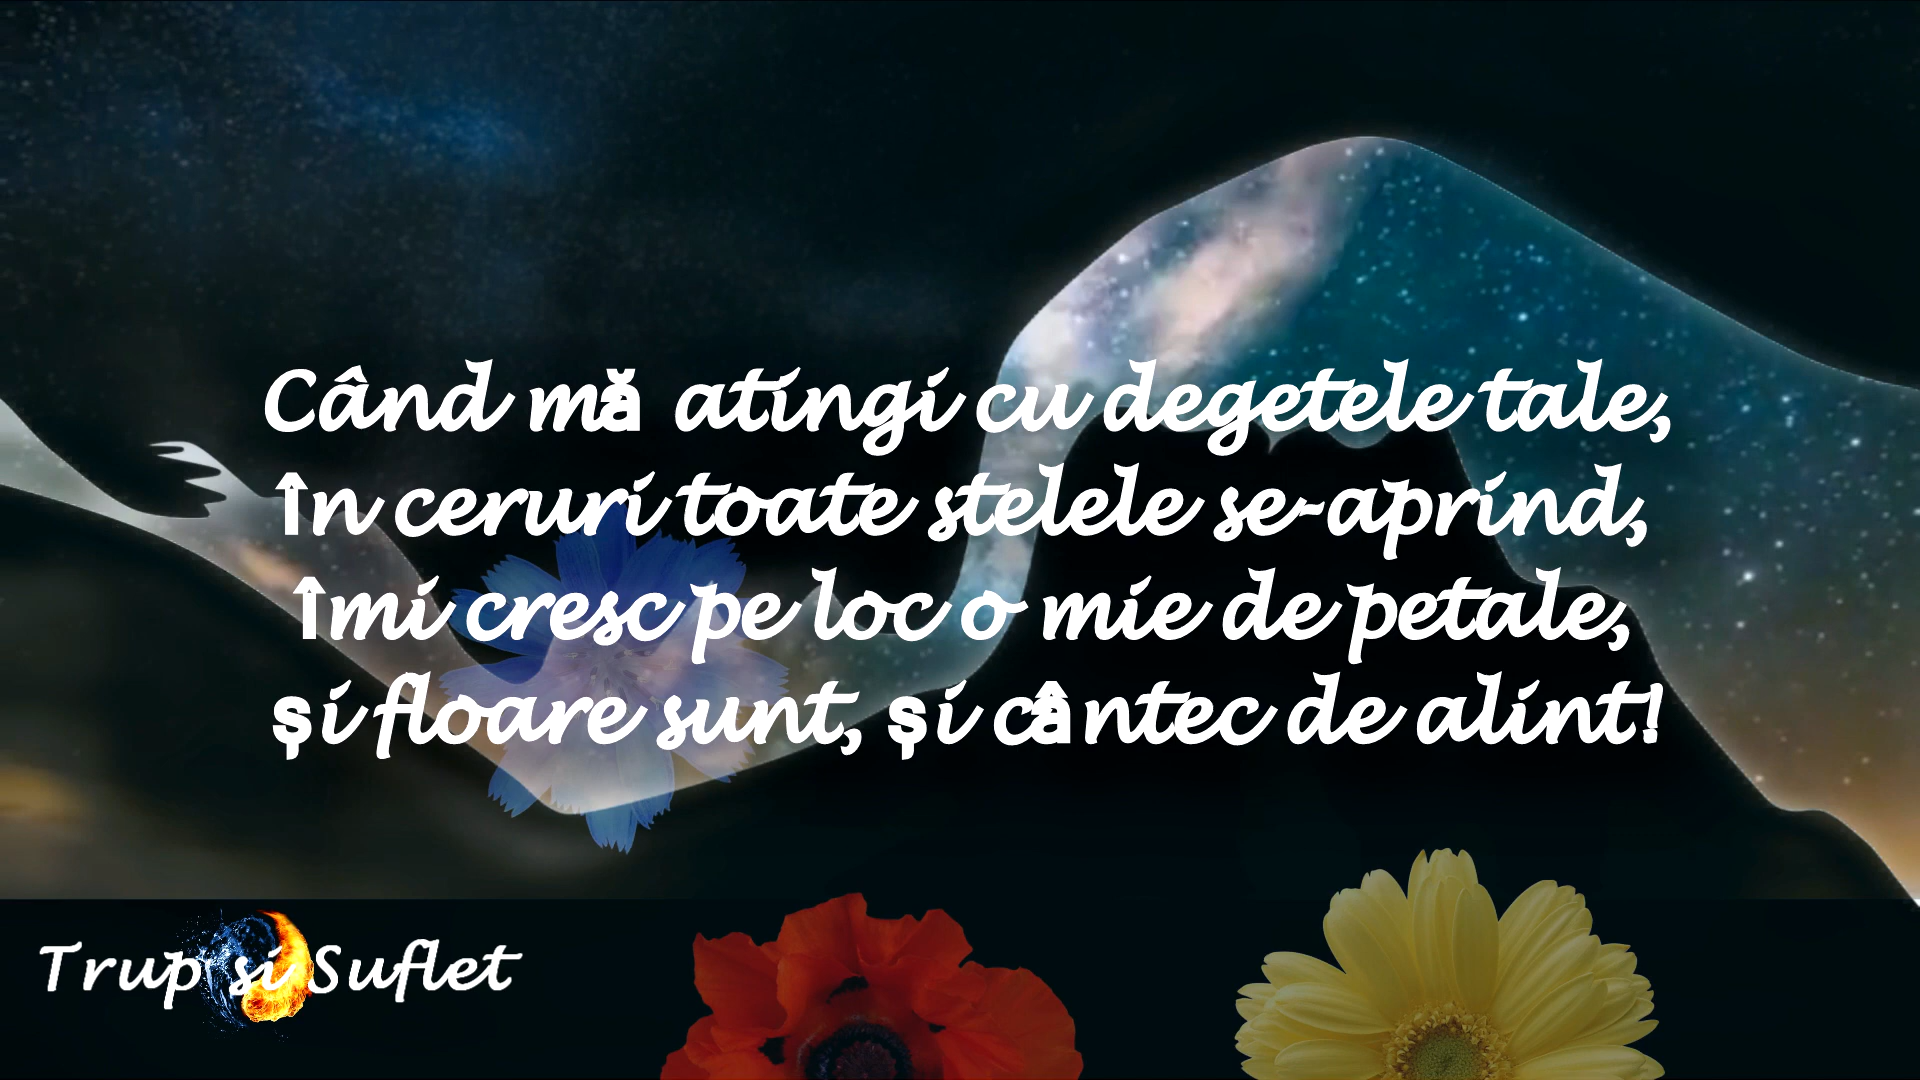 Când mă atingi cu degetele tale,
În ceruri toate stelele se-aprind,
Îmi cresc pe loc o mie de petale,
și floare sunt, și cântec de alint!
Trup si Suflet